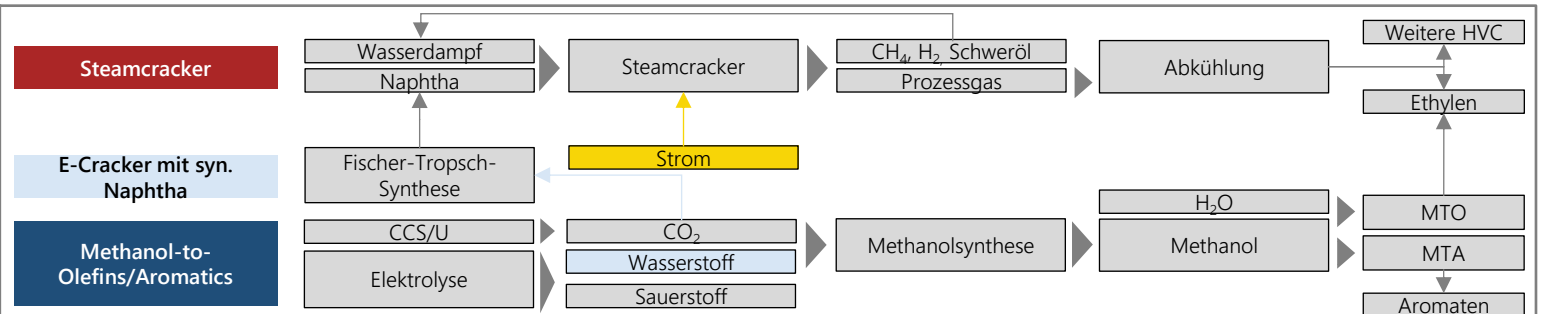 Steamcracker
Wasserdampf
Naphtha
Steamcracker
CH₄, H₂, Schweröl
Prozessgas
Abkühlung
Weitere HVC
Ethylen
E-Cracker mit syn.
Naphtha
Fischer-Tropsch-
Synthese
Strom
Methanol-to-
Olefins/Aromatics
CCS/U
Elektrolyse
CO₂
Wasserstoff
Sauerstoff
Methanolsynthese
H₂O
Methanol
MTO
MTA
Aromaten